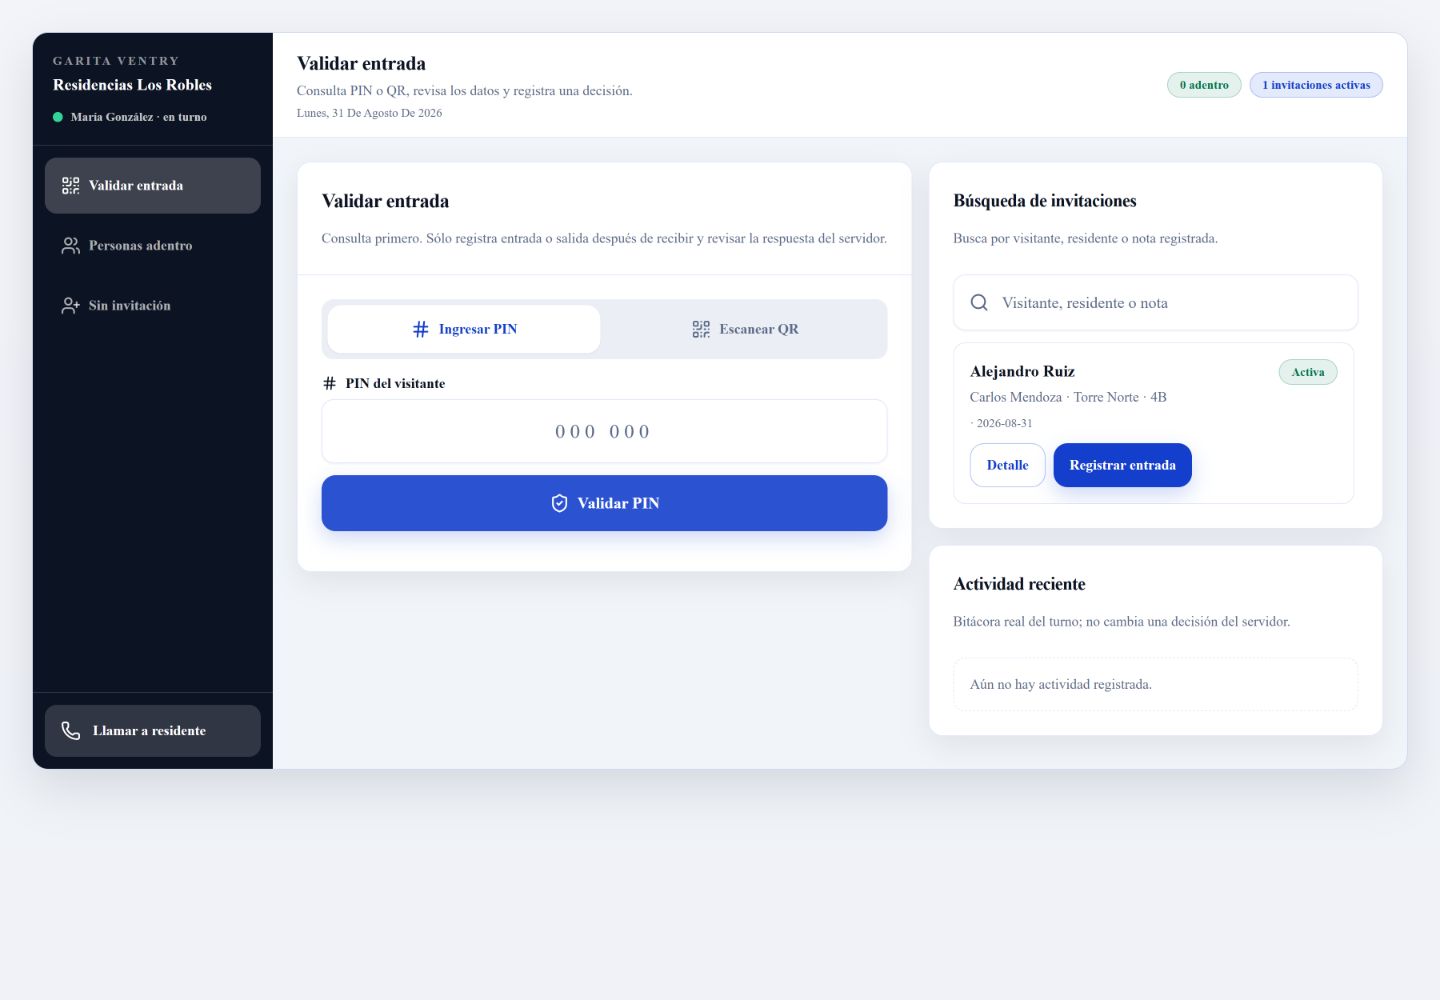 GARITA VENTRY
Residencias Los Robles
María González · en turno
Validar entrada
Personas adentro
Sin invitación
Llamar a residente
Validar entrada
Consulta PIN o QR, revisa los datos y registra una decisión.
Lunes, 31 De Agosto De 2026
0 adentro
1 invitaciones activas
Validar entrada
Consulta primero. Sólo registra entrada o salida después de recibir y revisar la respuesta del servidor.
Ingresar PIN
Escanear QR
PIN del visitante
000 000
Validar PIN
Búsqueda de invitaciones
Busca por visitante, residente o nota registrada.
Visitante, residente o nota
Alejandro Ruiz
Activa
Carlos Mendoza · Torre Norte · 4B
· 2026-08-31
Detalle
Registrar entrada
Actividad reciente
Bitácora real del turno; no cambia una decisión del servidor.
Aún no hay actividad registrada.